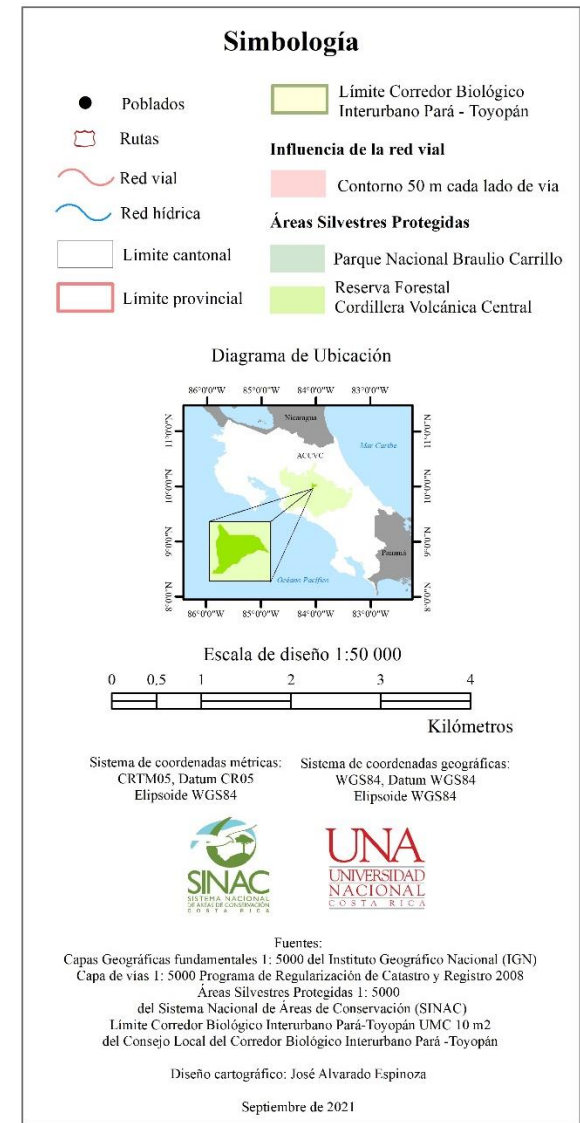 Simbología
Poblados
Rutas
Red vial
Red hídrica
Límite cantonal
Límite provincial
Límite Corredor Biológico
Interurbano Pará - Toyopán
Influencia de la red vial
Contorno 50 m cada lado de vía
Áreas Silvestres Protegidas
Parque Nacional Braulio Carrillo
Reserva Forestal
Cordillera Volcánica Central
Diagrama de Ubicación
86°0'0"W 85°0'0"W 84°0'0"W 83°0'0"W
11°0'0"N
10°0'0"N
9°0'0"N
8°0'0"N
Nicaragua
Mar Caribe
ACCVC
Panamá
Océano Pacífico
11°0'0"N
10°0'0"N
9°0'0"N
8°0'0"N
86°0'0"W 85°0'0"W 84°0'0"W 83°0'0"W
Escala de diseño 1:50 000
0 0,5 1 2 3 4
Kilómetros
Sistema de coordenadas métricas:
CRTM05, Datum CR05
Elipsoide WGS84
Sistema de coordenadas geográficas:
WGS84, Datum WGS84
Elipsoide WGS84
SINAC
SISTEMA NACIONAL
DE ÁREAS DE CONSERVACIÓN
COSTA RICA
UNA
UNIVERSIDAD
NACIONAL
COSTA RICA
Fuentes:
Capas Geográficas fundamentales 1: 5000 del Instituto Geográfico Nacional (IGN)
Capa de vías 1: 5000 Programa de Regularización de Catastro y Registro 2008
Áreas Silvestres Protegidas 1: 5000
del Sistema Nacional de Áreas de Conservación (SINAC)
Límite Corredor Biológico Interurbano Pará-Toyopán UMC 10 m2
del Consejo Local del Corredor Biológico Interurbano Pará -Toyopán
Diseño cartográfico: José Alvarado Espinoza
Septiembre de 2021